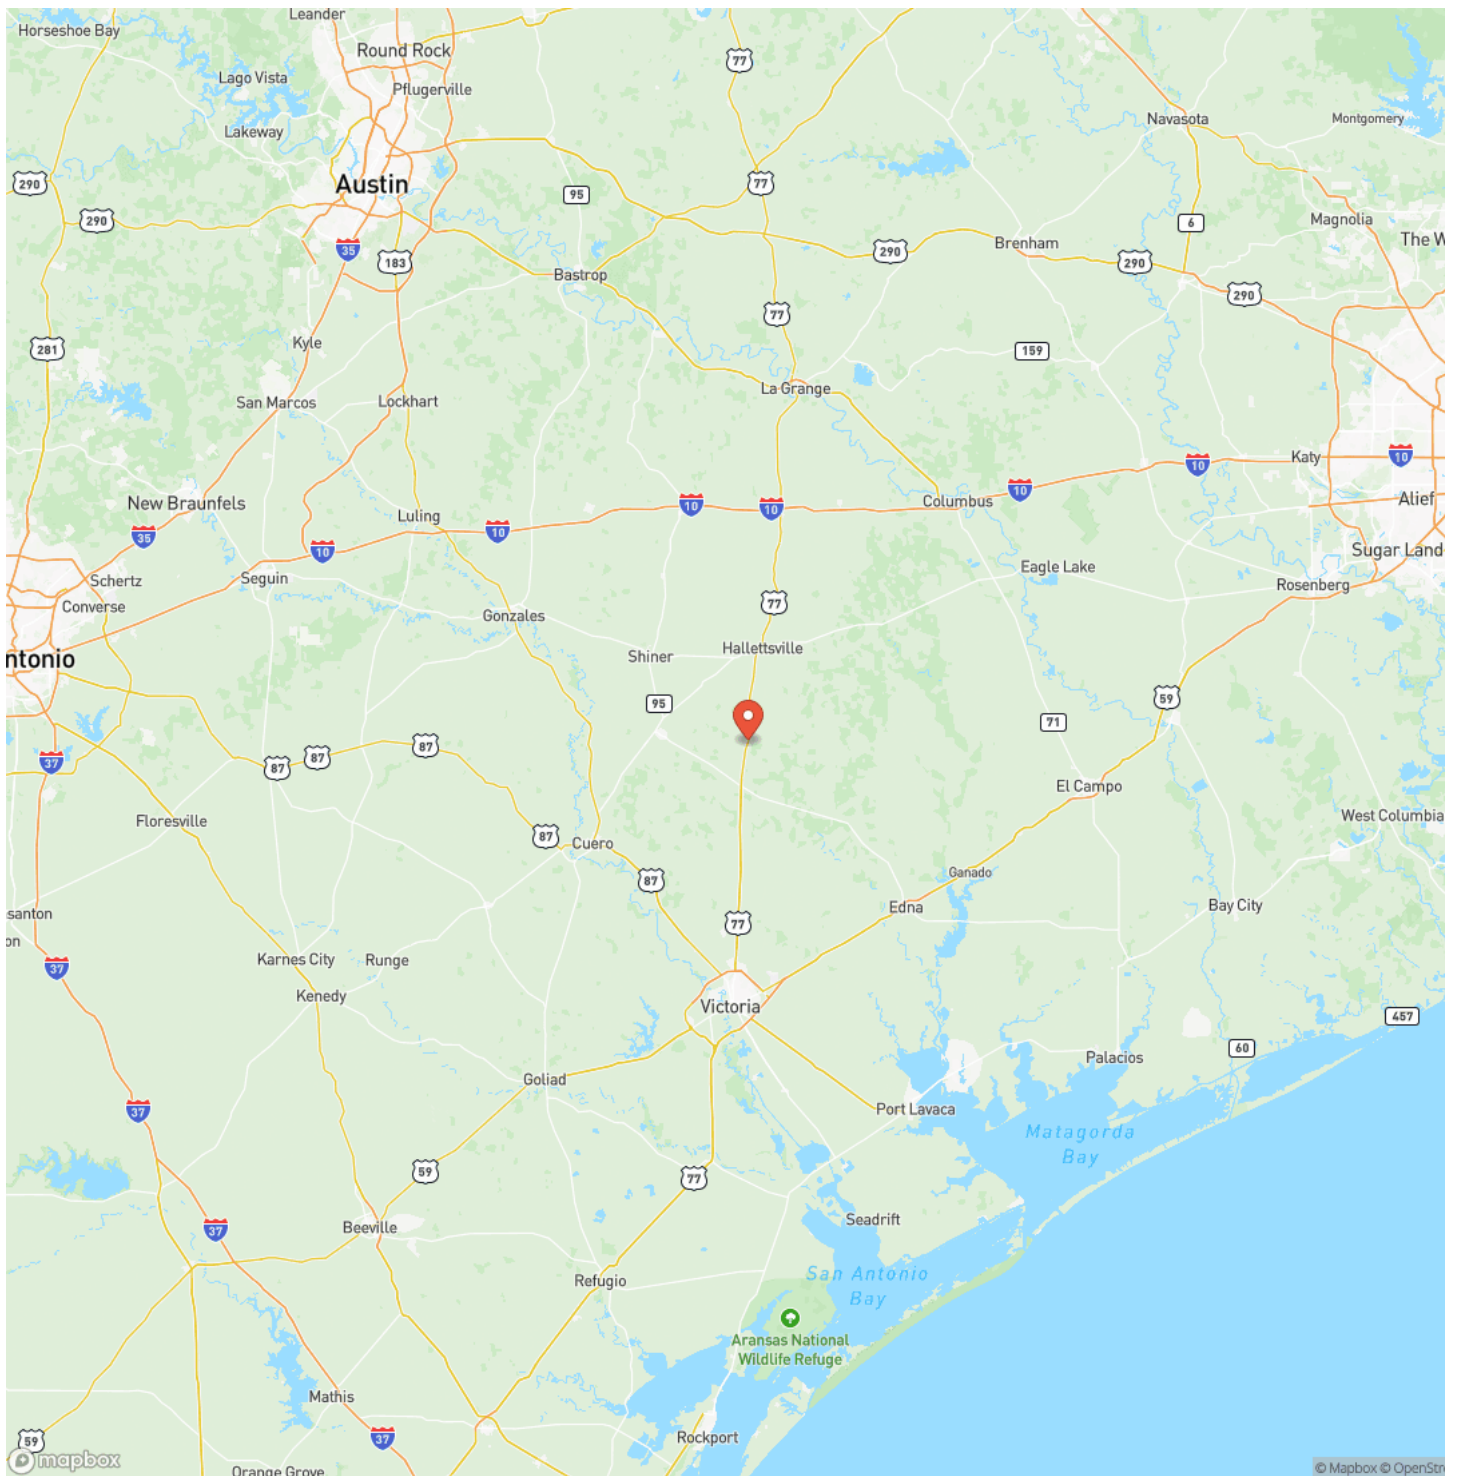 Leander
Horseshoe Bay
Round Rock
77
Lago Vista
Pflugerville
Navasota
Montgomery
Lakeway
290
Austin
95
77
290
6
Magnolia
The W
35
183
290
Brenham
290
Bastrop
290
77
Kyle
281
159
La Grange
San Marcos
Lockhart
Katy
10
10
New Braunfels
10
10
10
Columbus
Alief
Luling
35
10
10
Sugar Land
Schertz
Seguin
Eagle Lake
Rosenberg
Converse
77
Gonzales
Hallettsville
ntonio
Shiner
95
59
71
87
87
37
87
El Campo
Floresville
87
West Columbia
Cuero
87
Ganado
santon
Edna
Bay City
77
on
Karnes City
Runge
37
Kenedy
Victoria
457
60
Palacios
Goliad
37
Port Lavaca
Matagorda
Bay
59
77
Beeville
37
Seadrift
San Antonio
Bay
Refugio
Aransas National
Wildlife Refuge
Mathis
59
37
Rockport
mapbox
Orange Grove
© Mapbox © OpenStre